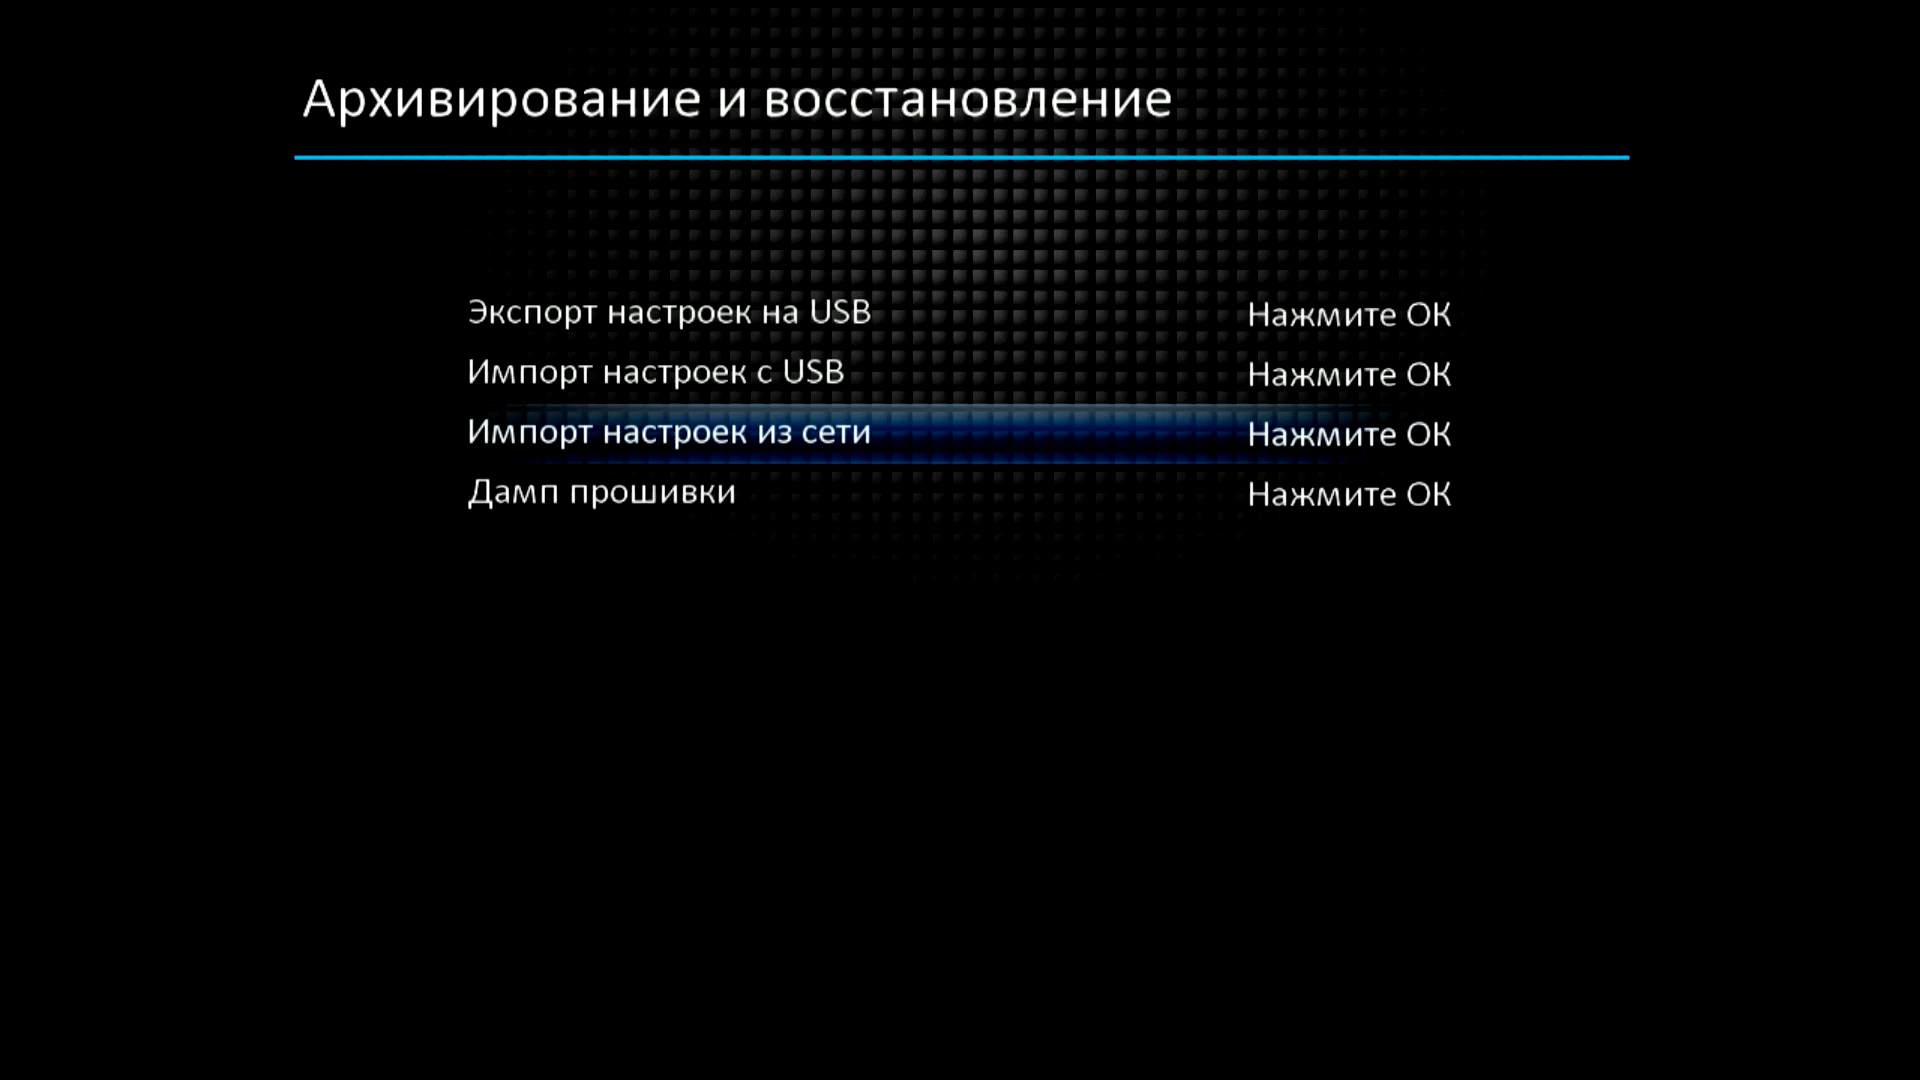 Архивирование и восстановление
Экспорт настроек на USB Нажмите ОК
Импорт настроек с USB Нажмите ОК
Импорт настроек из сети Нажмите ОК
Дамп прошивки Нажмите ОК